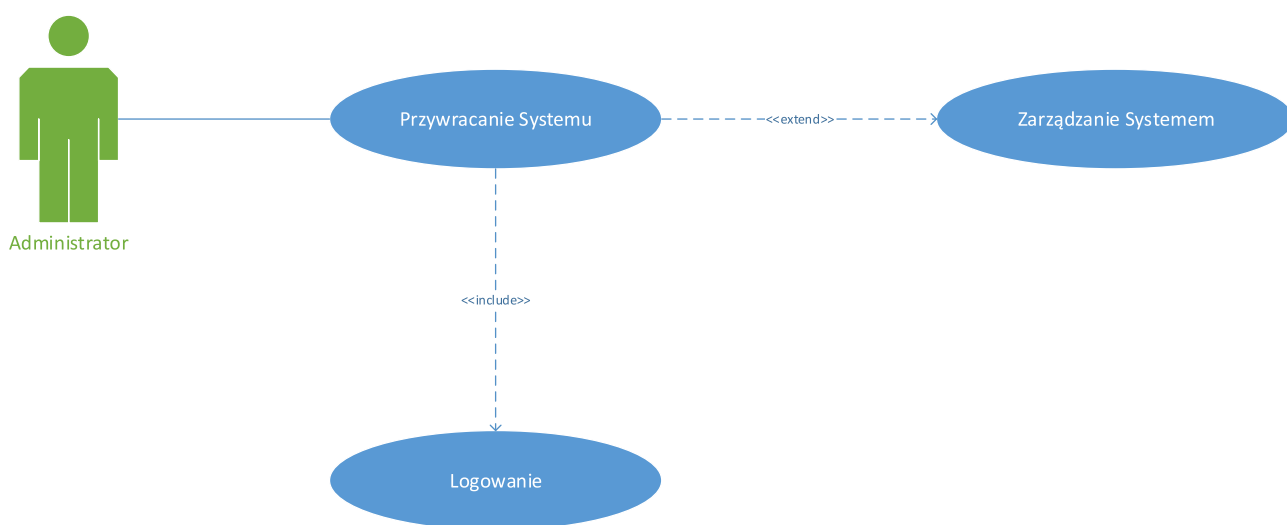 Przywracanie Systemu
<<extend>>
Zarządzanie Systemem
Administrator
<<include>>
Logowanie